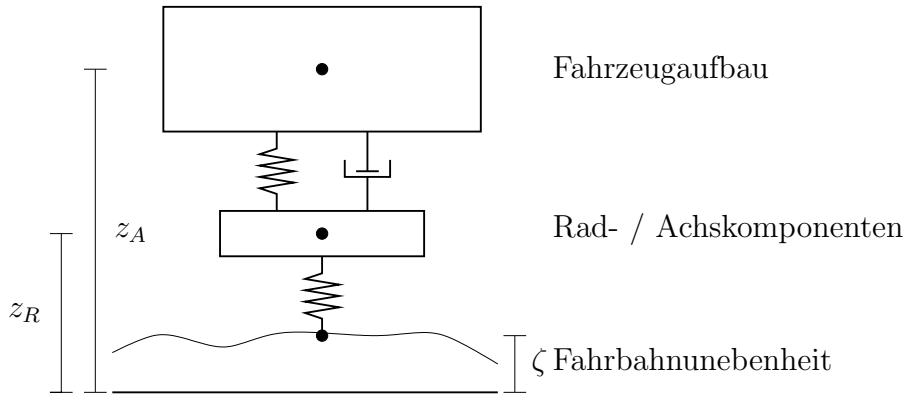 Fahrzeugaufbau
z_A
Rad- / Achskomponenten
z_R
ζ Fahrbahnunebenheit